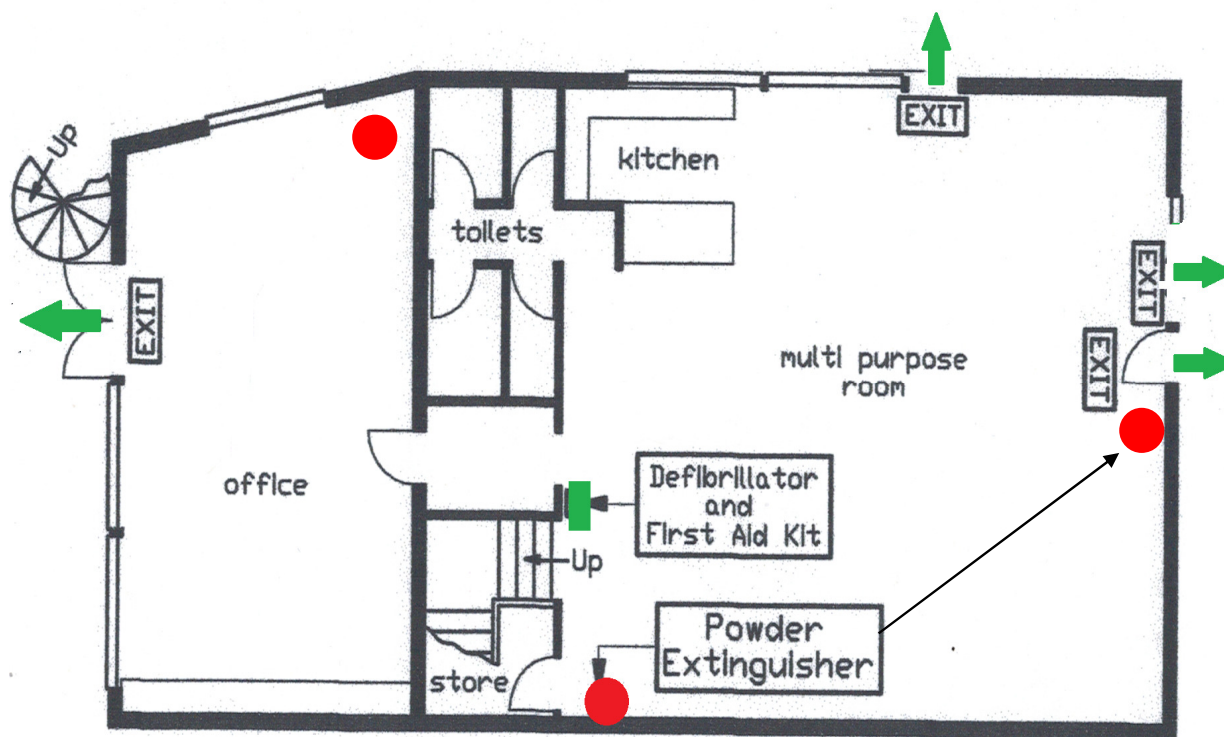 EXIT
Up
kitchen
toilets
EXIT
EXIT
multi purpose
room
EXIT
office
Defibrillator
and
First Aid Kit
Up
Powder
Extinguisher
store